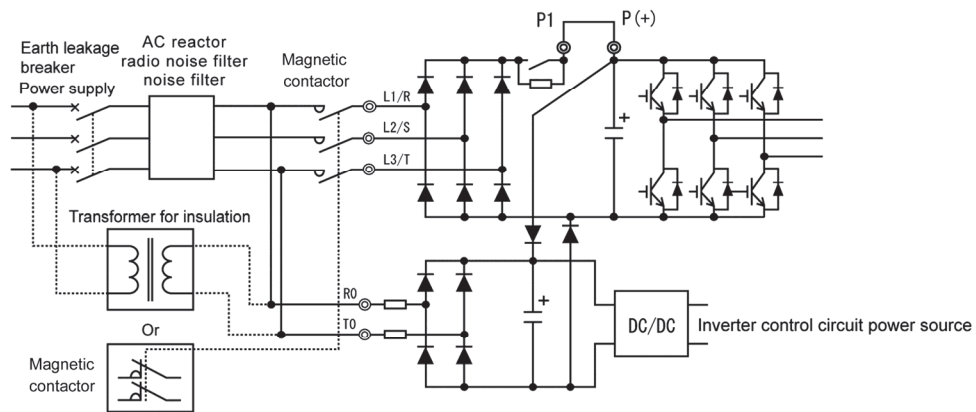 Earth leakage
breaker
Power supply
AC reactor
radio noise filter
noise filter
Magnetic
contactor
P1
P(+)
L1/R
L2/S
L3/T
+
Transformer for insulation
R0
T0
+
DC/DC
Inverter control circuit power source
Or
Magnetic
contactor